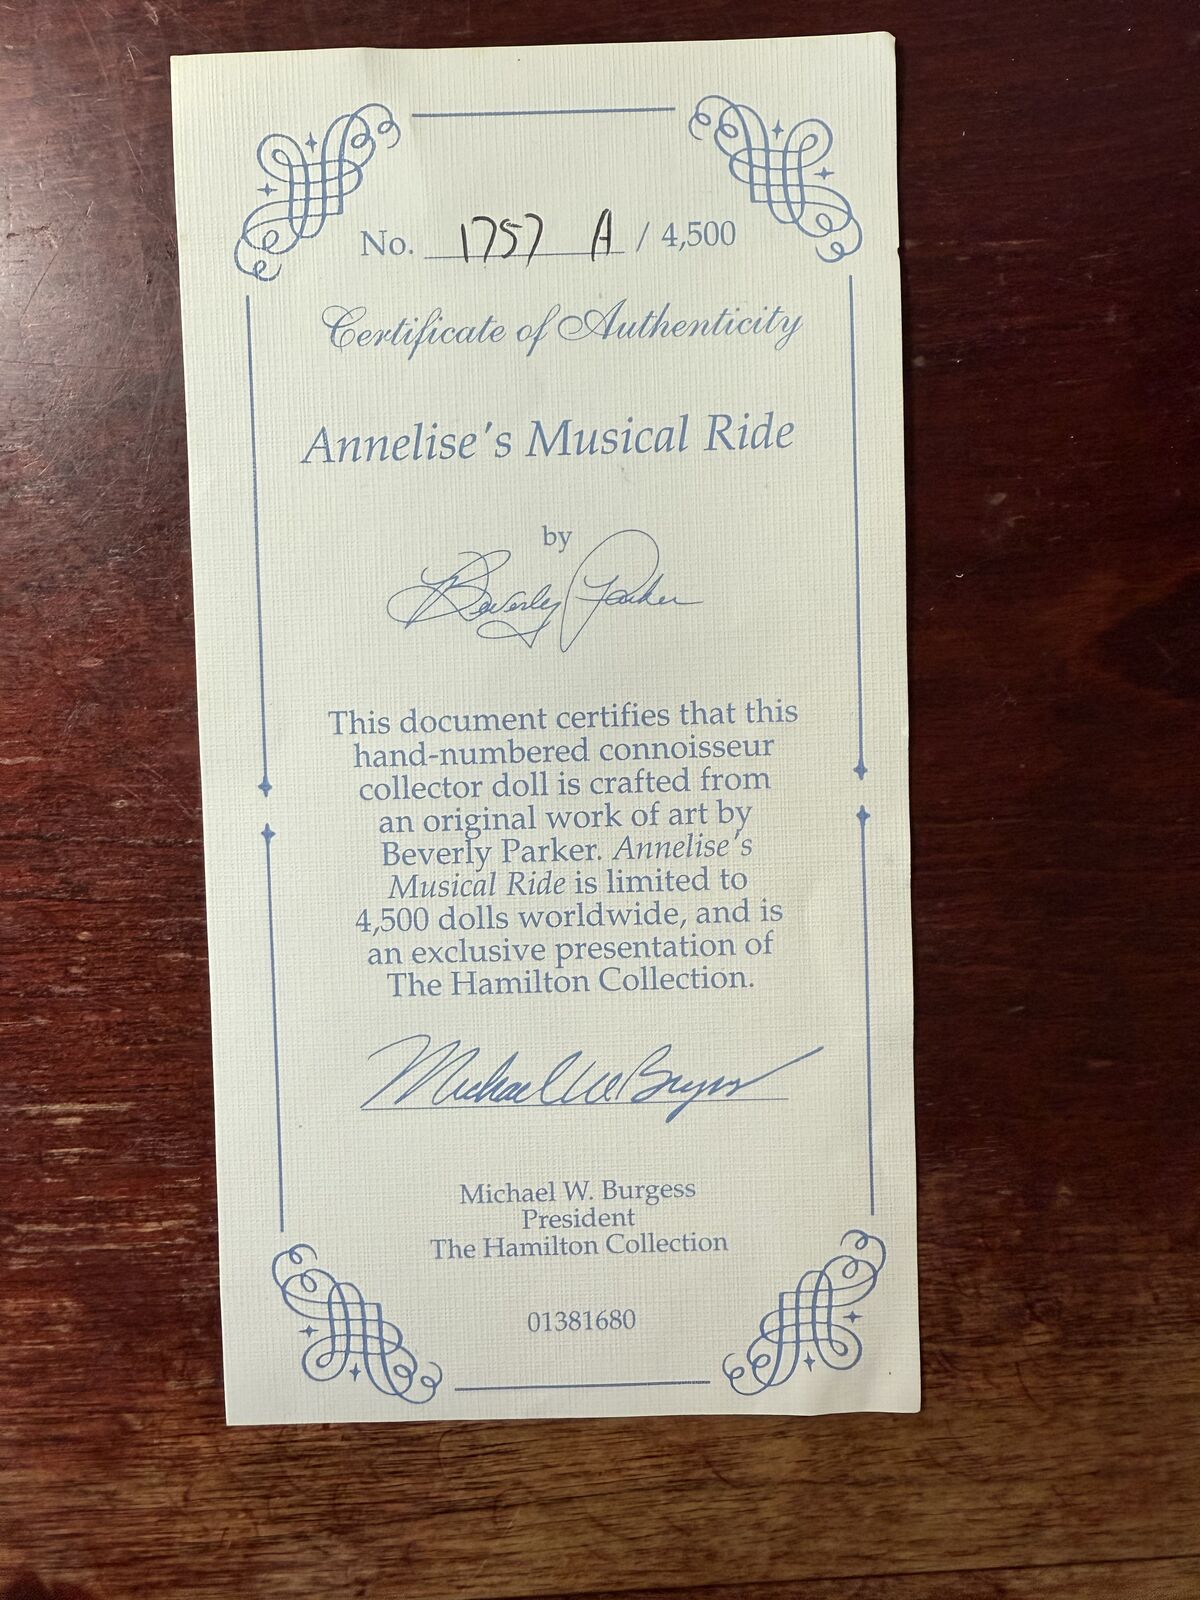 No. 1757 A / 4,500
Certificate of Authenticity
Annelise's Musical Ride
by
Beverly Parker
This document certifies that this
hand-numbered connoisseur
collector doll is crafted from
an original work of art by
Beverly Parker. Annelise's
Musical Ride is limited to
4,500 dolls worldwide, and is
an exclusive presentation of
The Hamilton Collection.
Michael W Burgess
Michael W. Burgess
President
The Hamilton Collection
01381680